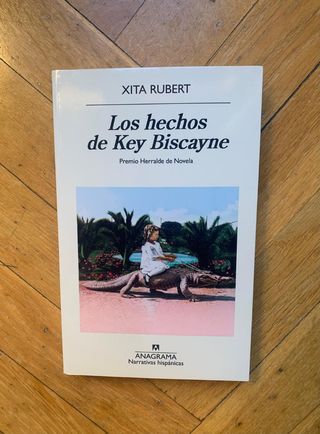 XITA RUBERT
Los hechos
de Key Biscayne
Premio Herralde de Novela
A
ANAGRAMA
Narrativas hispánicas